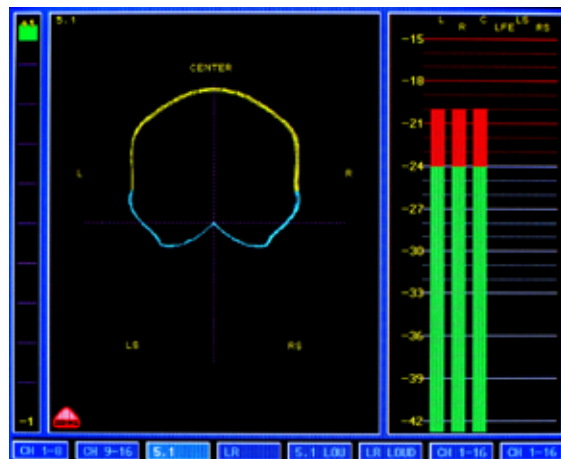 +1
5.1
L C LS
R LFE RS
-15
CENTER
-18
-21
L R
-24
-27
-30
-33
LS RS
-36
-39
-1
-42
CH 1-8 CH 9-16 5.1 LR 5.1 LOU LR LOUD CH 1-16 CH 1-16